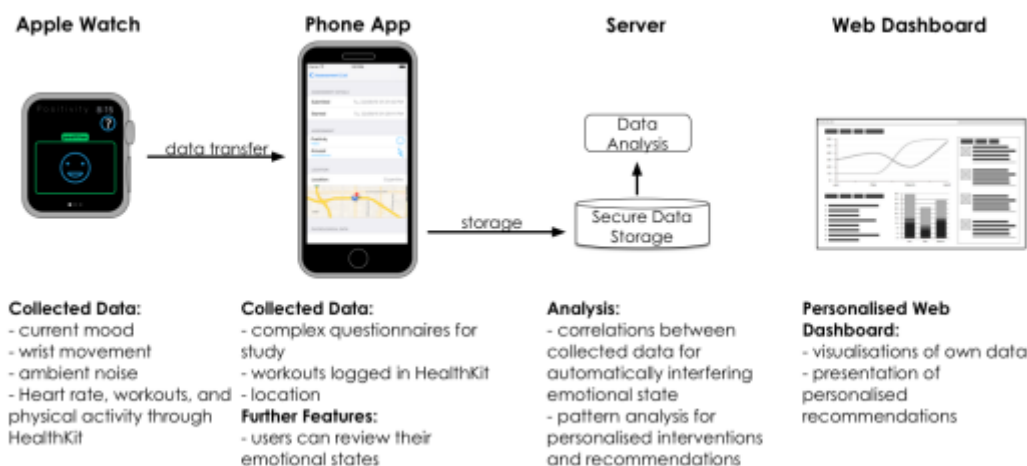 Apple Watch
Phone App
Server
Web Dashboard
Positivity 8:15
?
data transfer
Location
storage
Data
Analysis
Secure Data
Storage
Collected Data:
- current mood
- wrist movement
- ambient noise
- Heart rate, workouts, and
physical activity through
HealthKit
Collected Data:
- complex questionnaires for
study
- workouts logged in HealthKit
- location
Further Features:
- users can review their
emotional states
Analysis:
- correlations between
collected data for
automatically interfering
emotional state
- pattern analysis for
personalised interventions
and recommendations
Personalised Web
Dashboard:
- visualisations of own data
- presentation of
personalised
recommendations